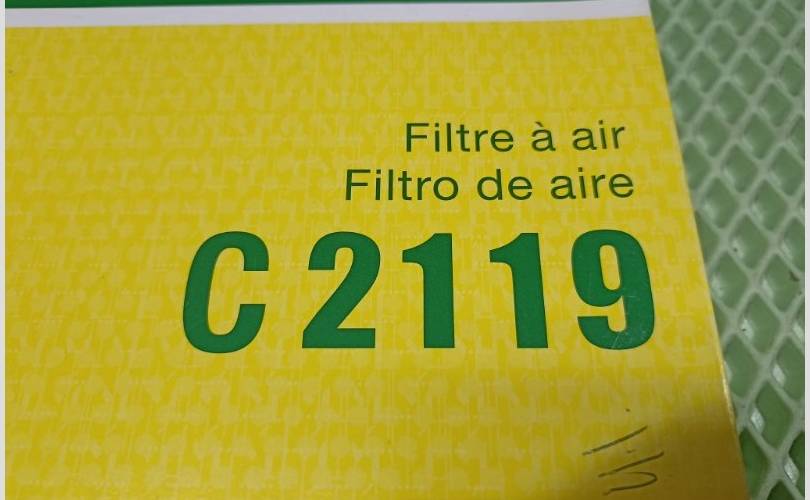 Filtre à air
Filtro de aire
C 2119